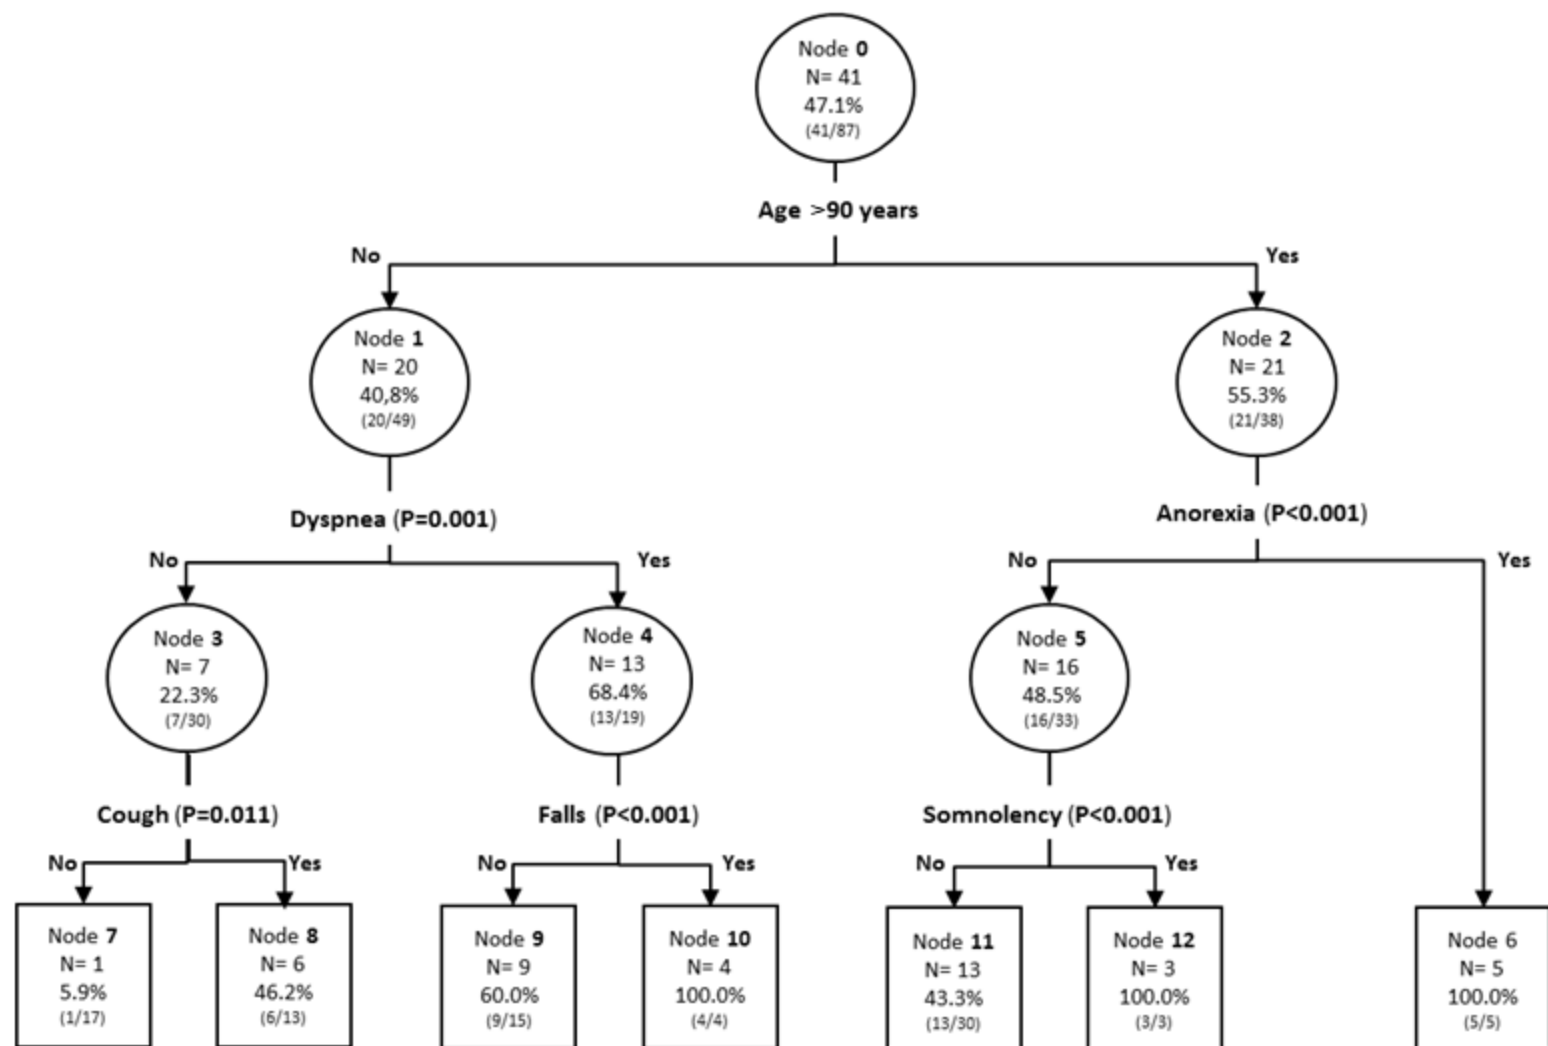 Node 0
N= 41
47.1%
(41/87)
Age >90 years
No
Yes
Node 1
N= 20
40,8%
(20/49)
Node 2
N= 21
55.3%
(21/38)
Dyspnea (P=0.001)
Anorexia (P<0.001)
No
Yes
No
Yes
Node 3
N= 7
22.3%
(7/30)
Node 4
N= 13
68.4%
(13/19)
Node 5
N= 16
48.5%
(16/33)
Cough (P=0.011)
Falls (P<0.001)
Somnolency (P<0.001)
No
Yes
No
Yes
No
Yes
Node 7
N= 1
5.9%
(1/17)
Node 8
N= 6
46.2%
(6/13)
Node 9
N= 9
60.0%
(9/15)
Node 10
N= 4
100.0%
(4/4)
Node 11
N= 13
43.3%
(13/30)
Node 12
N= 3
100.0%
(3/3)
Node 6
N= 5
100.0%
(5/5)